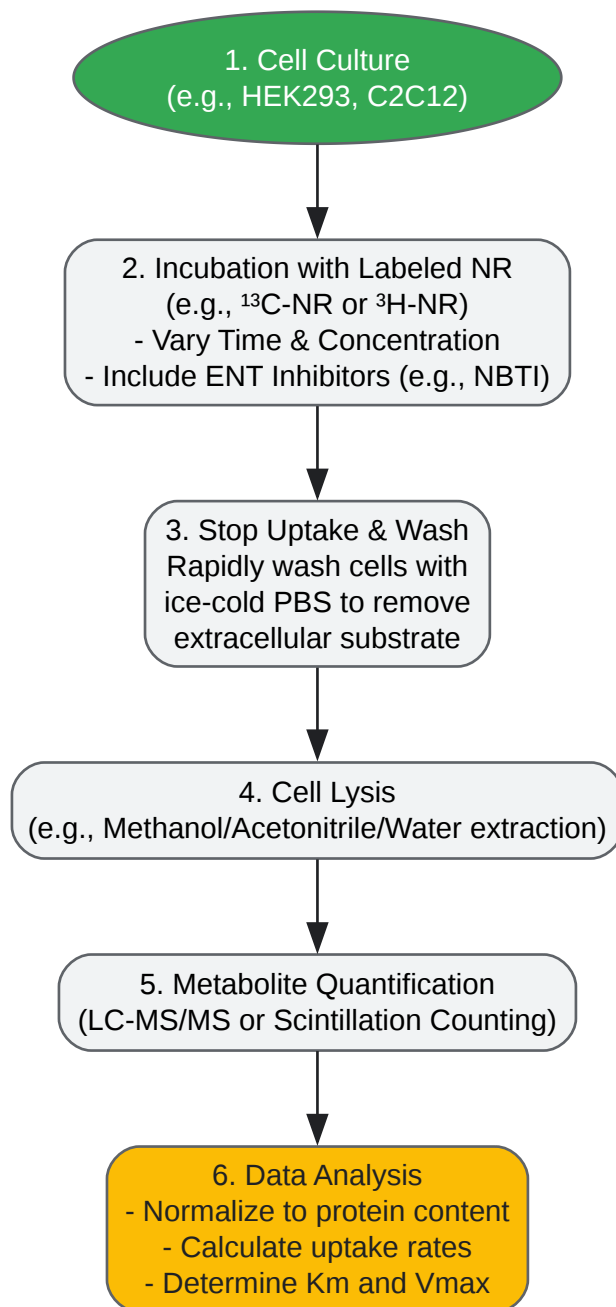 1. Cell Culture
(e.g., HEK293, C2C12)
2. Incubation with Labeled NR
(e.g., ¹³C-NR or ³H-NR)
- Vary Time & Concentration
- Include ENT Inhibitors (e.g., NBTI)
3. Stop Uptake & Wash
Rapidly wash cells with
ice-cold PBS to remove
extracellular substrate
4. Cell Lysis
(e.g., Methanol/Acetonitrile/Water extraction)
5. Metabolite Quantification
(LC-MS/MS or Scintillation Counting)
6. Data Analysis
- Normalize to protein content
- Calculate uptake rates
- Determine Km and Vmax